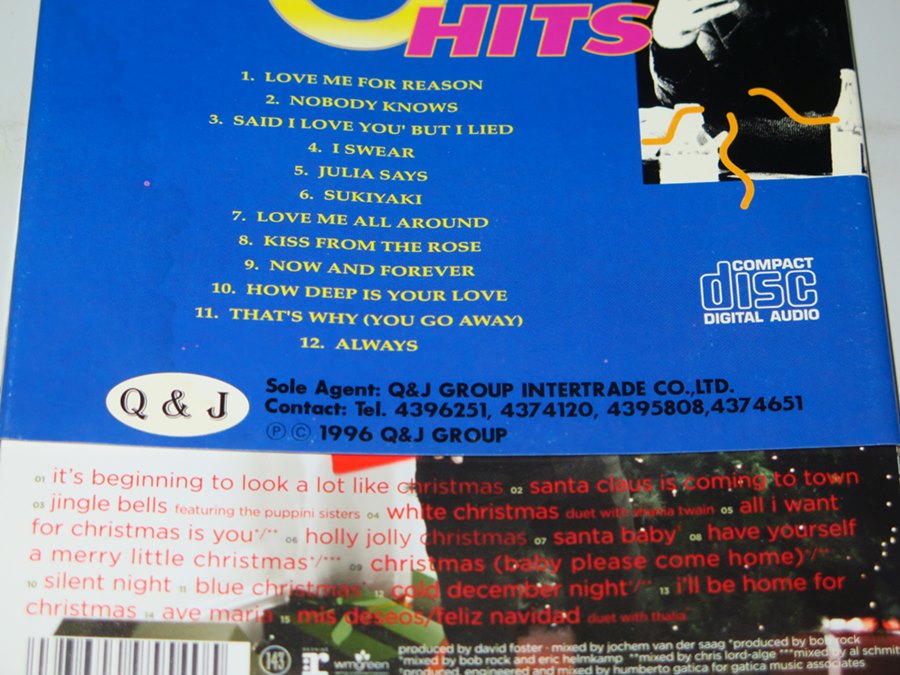 HITS
1. LOVE ME FOR REASON
2. NOBODY KNOWS
3. SAID I LOVE YOU' BUT I LIED
4. I SWEAR
5. JULIA SAYS
6. SUKIYAKI
7. LOVE ME ALL AROUND
8. KISS FROM THE ROSE
9. NOW AND FOREVER
10. HOW DEEP IS YOUR LOVE
11. THAT'S WHY (YOU GO AWAY)
12. ALWAYS
COMPACT
disc
DIGITAL AUDIO
Q & J
Sole Agent: Q&J GROUP INTERTRADE CO.,LTD.
Contact: Tel. 4396251, 4374120, 4395808,4374651
Ⓟ © 1996 Q&J GROUP
01 it's beginning to look a lot like christmas 02 santa claus is coming to town
03 jingle bells featuring the puppini sisters 04 white christmas duet with shania twain 05 all i want
for christmas is you*/** 06 holly jolly christmas 07 santa baby* 08 have yourself
a merry little christmas*/*** 09 christmas (baby please come home)*/**
10 silent night 11 blue christmas* 12 cold december night*/** 13 i'll be home for
christmas 14 ave maria 15 mis deseos/feliz navidad duet with thalia*
143
wmgreen
produced by david foster • mixed by jochem van der saag *produced by bob rock
*mixed by bob rock and eric helmkamp **mixed by chris lord-alge ***mixed by al schmit
*produced, engineered and mixed by humberto gatica for gatica music associates